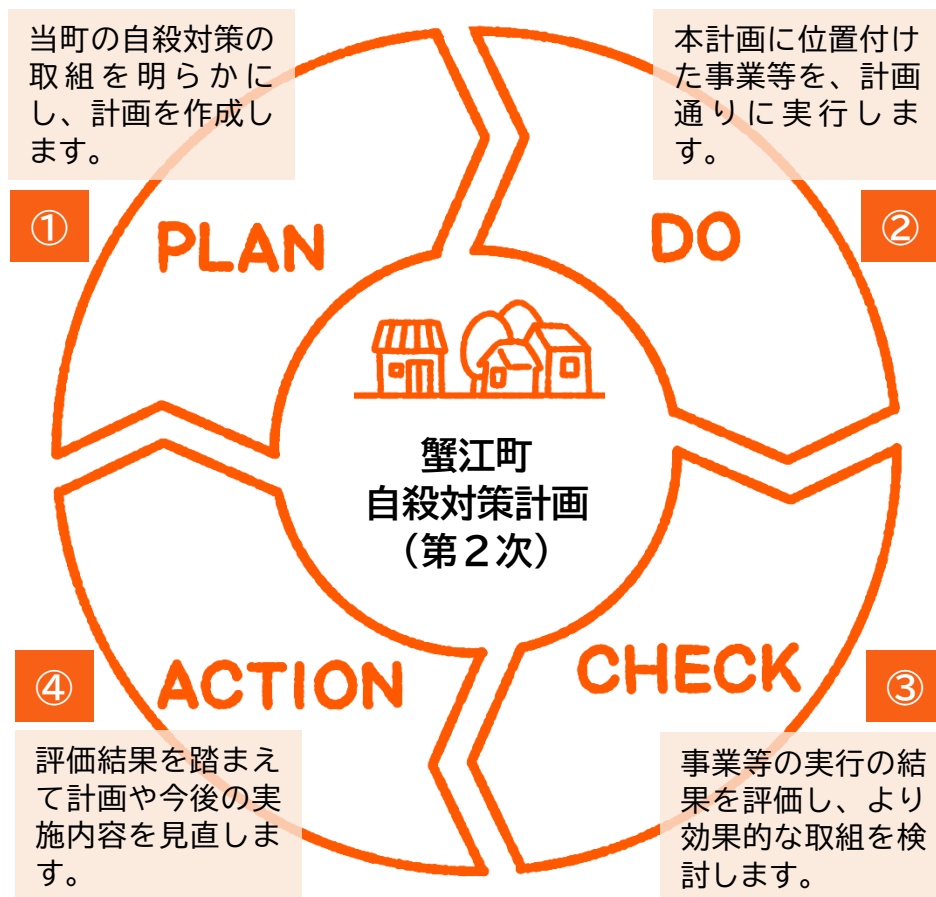 当町の自殺対策の
取組を明らかに
し、計画を作成し
ます。
①
PLAN
本計画に位置付け
た事業等を、計画
通りに実行しま
す。
②
DO
蟹江町
自殺対策計画
（第２次）
CHECK
③
事業等の実行の結
果を評価し、より
効果的な取組を検
討します。
④
ACTION
評価結果を踏まえ
て計画や今後の実
施内容を見直しま
す。